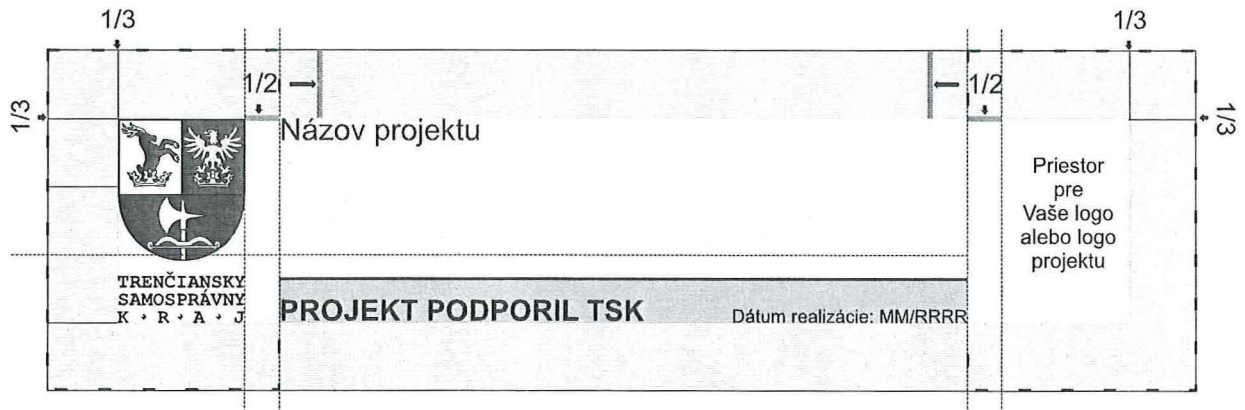 1/3
1/3
1/2
1/2
1/3
1/3
Názov projektu
Priestor
pre
Vaše logo
alebo logo
projektu
TRENČIANSKY
SAMOSPRÁVNY
K · R · A · J
PROJEKT PODPORIL TSK
Dátum realizácie: MM/RRRR